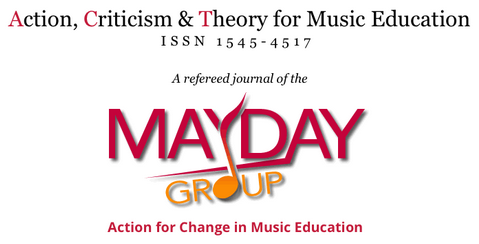 Action, Criticism & Theory for Music Education
ISSN 1545-4517
A refereed journal of the
MAYDAY
GROUP
Action for Change in Music Education